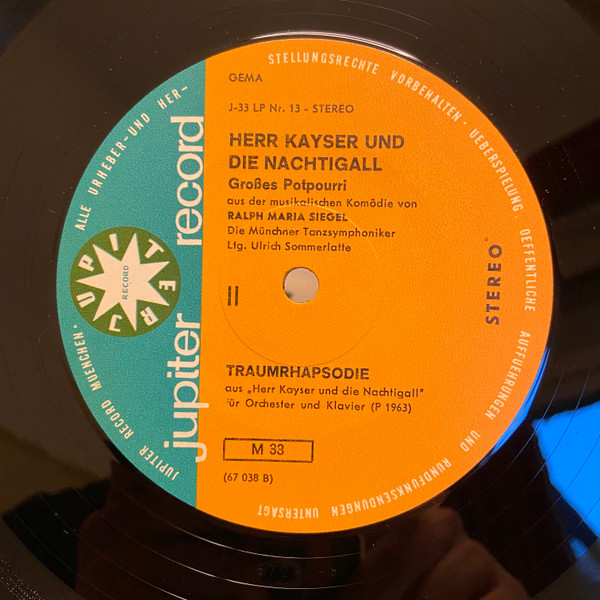 GEMA
J-33 LP Nr. 13 - STEREO
HERR KAYSER UND
DIE NACHTIGALL
Großes Potpourri
aus der musikalischen Komödie von
RALPH MARIA SIEGEL
Die Münchner Tanzsymphoniker
Ltg. Ulrich Sommerlatte
II
STEREO
TRAUMRHAPSODIE
aus „Herr Kayser und die Nachtigall"
für Orchester und Klavier (P 1963)
M 33
(67 038 B)
jupiter record
JUPITER
RECORD
JUPITER RECORD MUENCHEN · ALLE URHEBER-UND HER-
STELLUNGSRECHTE VORBEHALTEN · UEBERSPIELUNG OEFFENTLICHE AUFFUEHRUNGEN UND RUNDFUNKSENDUNGEN UNTERSAGT